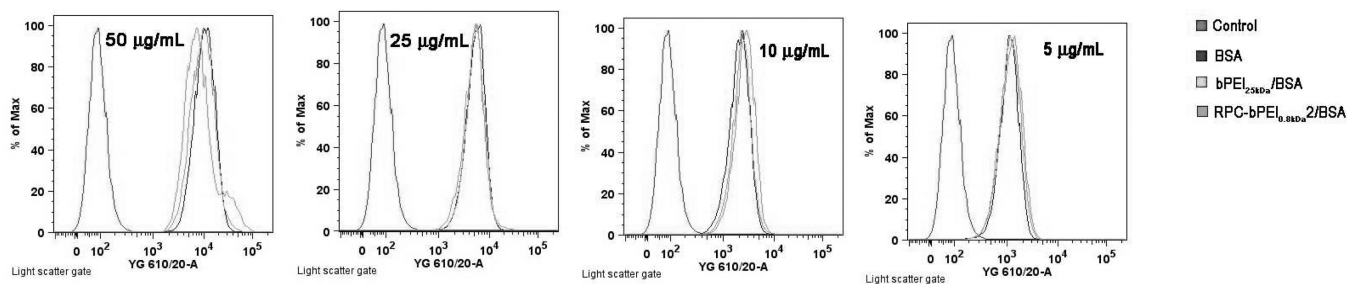 50 μg/mL
100
80
60
40
20
0
% of Max
0 10² 10³ 10⁴ 10⁵
YG 610/20-A
Light scatter gate
25 μg/mL
100
80
60
40
20
0
% of Max
0 10² 10³ 10⁴ 10⁵
YG 610/20-A
Light scatter gate
10 μg/mL
100
80
60
40
20
0
% of Max
0 10² 10³ 10⁴ 10⁵
YG 610/20-A
Light scatter gate
5 μg/mL
100
80
60
40
20
0
% of Max
0 10² 10³ 10⁴ 10⁵
YG 610/20-A
Light scatter gate
Control
BSA
bPEI₂₅ₖDₐ/BSA
RPC-bPEI₀.₈ₖDₐ2/BSA